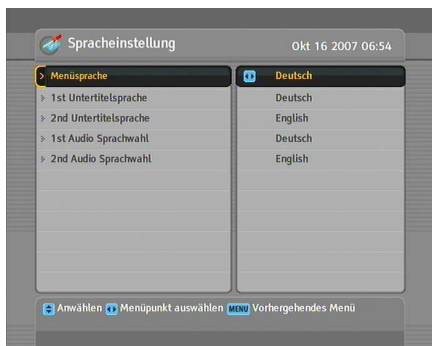 Spracheinstellung Okt 16 2007 06:54
Menüsprache Deutsch
1st Untertitelsprache Deutsch
2nd Untertitelsprache English
1st Audio Sprachwahl Deutsch
2nd Audio Sprachwahl English
Anwählen Menüpunkt auswählen MENU Vorhergehendes Menü